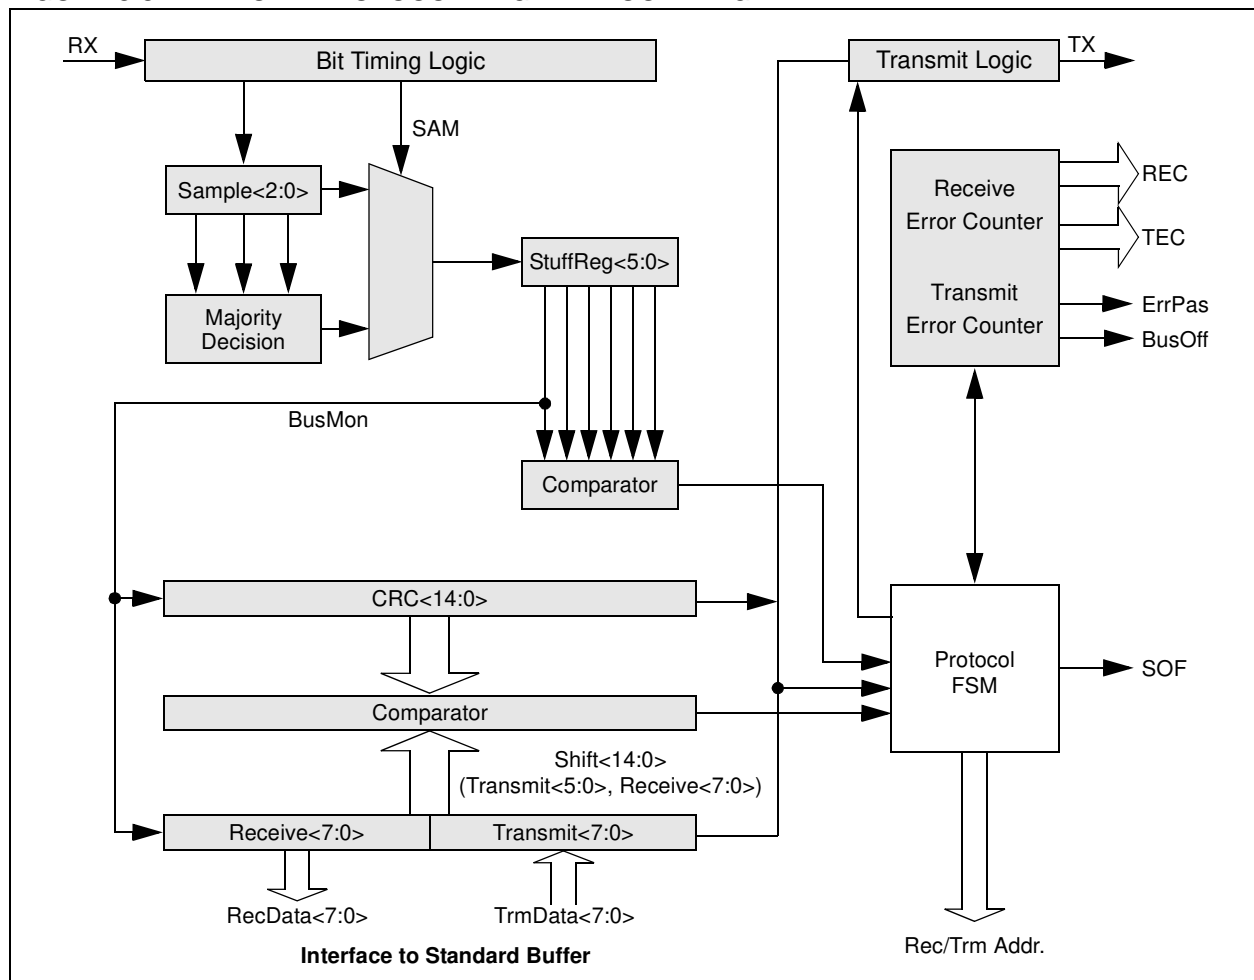 RX
Bit Timing Logic
Transmit Logic
TX
SAM
Sample<2:0>
Receive
Error Counter
REC
TEC
StuffReg<5:0>
Majority
Decision
Transmit
Error Counter
ErrPas
BusOff
BusMon
Comparator
CRC<14:0>
Protocol
FSM
SOF
Comparator
Shift<14:0>
(Transmit<5:0>, Receive<7:0>)
Receive<7:0>
Transmit<7:0>
RecData<7:0>
TrmData<7:0>
Interface to Standard Buffer
Rec/Trm Addr.